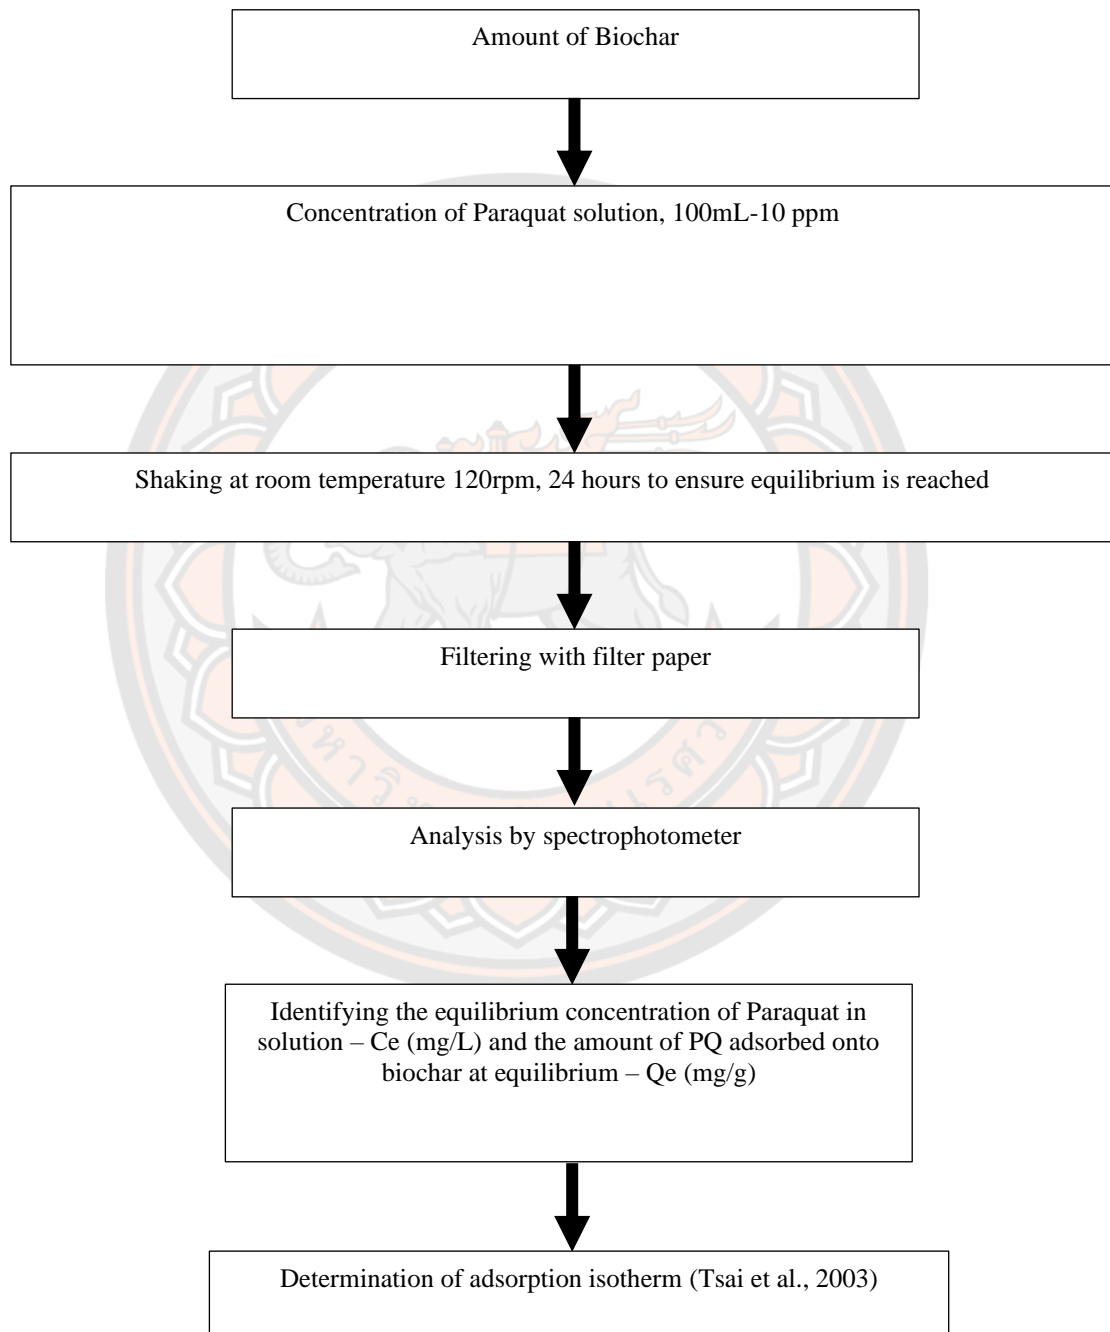 Amount of Biochar
Concentration of Paraquat solution, 100mL-10 ppm
Shaking at room temperature 120rpm, 24 hours to ensure equilibrium is reached
Filtering with filter paper
Analysis by spectrophotometer
Identifying the equilibrium concentration of Paraquat in
solution – Ce (mg/L) and the amount of PQ adsorbed onto
biochar at equilibrium – Qe (mg/g)
Determination of adsorption isotherm (Tsai et al., 2003)